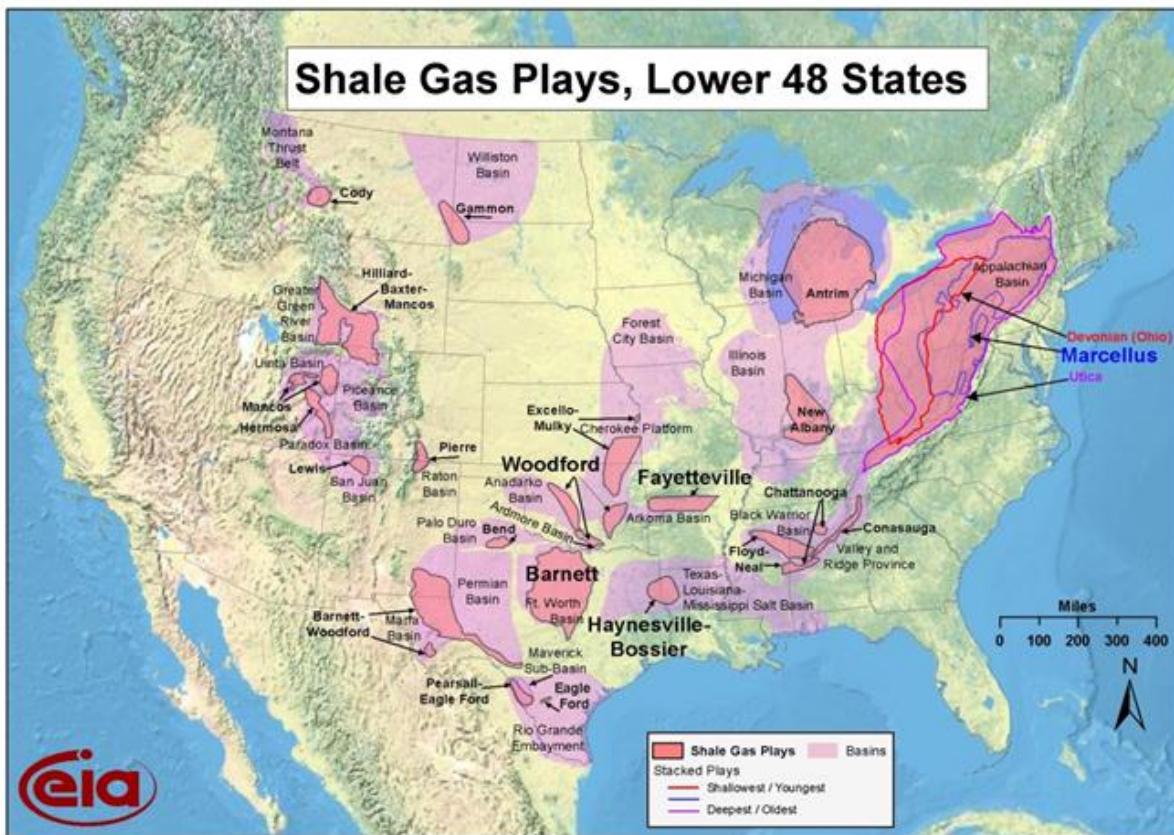 Shale Gas Plays, Lower 48 States
Montana
Thrust
Belt
Cody
Williston
Basin
Gammon
Hilliard-
Baxter-
Mancos
Greater
Green
River
Basin
Uinta Basin
Mancos
Piceance
Basin
Hermosa
Paradox Basin
Lewis
San Juan
Basin
Pierre
Raton
Basin
Michigan
Basin
Antrim
Appalachian
Basin
Devonian (Ohio)
Marcellus
Utica
Forest
City Basin
Illinois
Basin
New
Albany
Excello-
Mulky
Cherokee Platform
Woodford
Anadarko
Basin
Ardmore Basin
Fayetteville
Arkoma Basin
Chattanooga
Black Warrior
Basin
Conasauga
Floyd-
Neal
Valley and
Ridge Province
Palo Duro
Basin
Bend
Permian
Basin
Barnett
Ft. Worth
Basin
Texas-
Louisiana-
Mississippi Salt Basin
Haynesville-
Bossier
Barnett-
Woodford
Marfa
Basin
Maverick
Sub-Basin
Pearsall-
Eagle Ford
Eagle
Ford
Rio Grande
Embayment
Miles
0 100 200 300 400
N
Shale Gas Plays
Basins
Stacked Plays
Shallowest / Youngest
Deepest / Oldest
eia